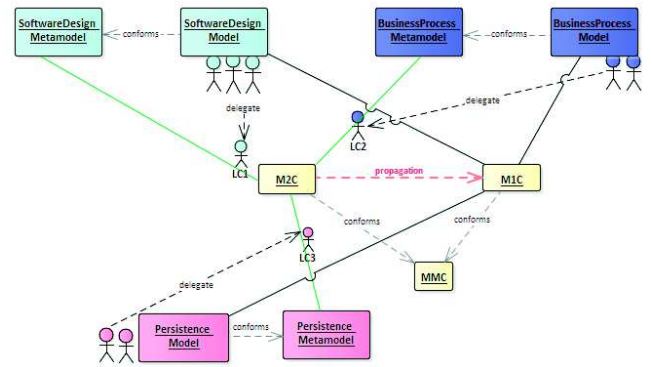 SoftwareDesign
Metamodel
conforms
SoftwareDesign
Model
BusinessProcess
Metamodel
conforms
BusinessProcess
Model
delegate
delegate
LC2
LC1
M2C
propagation
M1C
conforms
conforms
LC3
MMC
delegate
Persistence
Model
conforms
Persistence
Metamodel